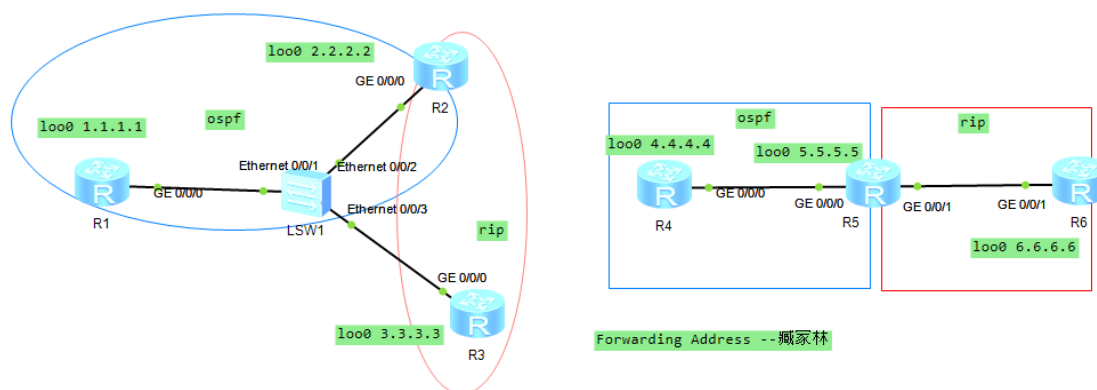 loo0 2.2.2.2
GE 0/0/0
R2
ospf
loo0 1.1.1.1
Ethernet 0/0/1
Ethernet 0/0/2
R
GE 0/0/0
R1
LSW1
Ethernet 0/0/3
rip
GE 0/0/0
R
loo0 3.3.3.3
R3
R
ospf
rip
loo0 4.4.4.4
loo0 5.5.5.5
R
GE 0/0/0
GE 0/0/0
R
GE 0/0/1
GE 0/0/1
R
R4
R5
R6
loo0 6.6.6.6
Forwarding Address --臧冢林